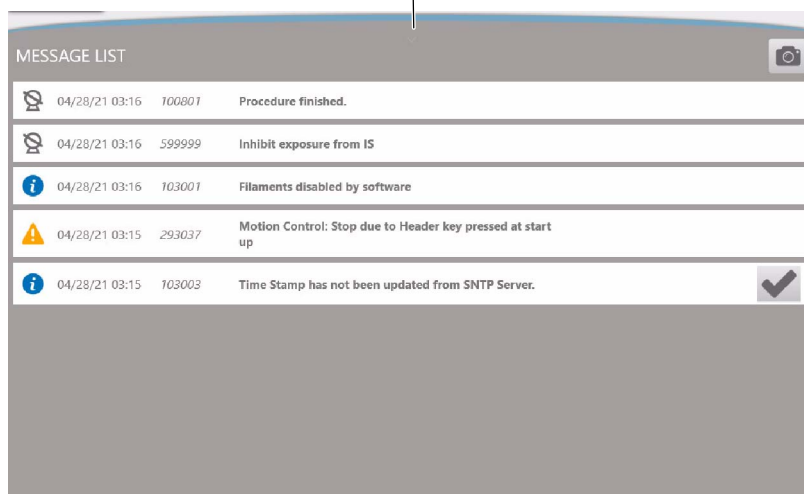 MESSAGE LIST
04/28/21 03:16 100801 Procedure finished.
04/28/21 03:16 599999 Inhibit exposure from IS
04/28/21 03:16 103001 Filaments disabled by software
04/28/21 03:15 293037 Motion Control: Stop due to Header key pressed at start
up
04/28/21 03:15 103003 Time Stamp has not been updated from SNTP Server.